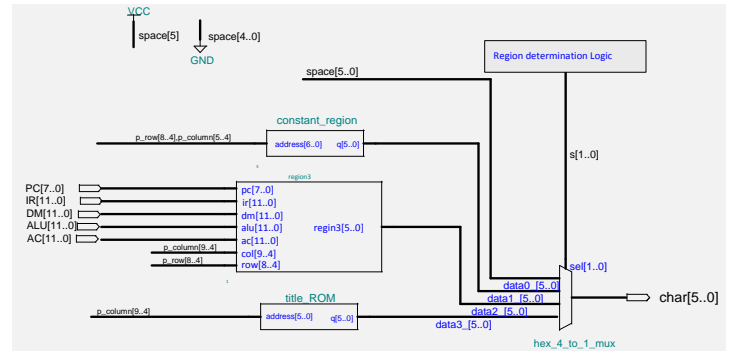 VCC
space[5]
space[4..0]
GND
Region determination Logic
space[5..0]
constant_region
p_row[8..4],p_column[5..4]
address[6..0]
q[5..0]
s[1..0]
region3
PC[7..0]
pc[7..0]
IR[11..0]
ir[11..0]
DM[11..0]
dm[11..0]
ALU[11..0]
alu[11..0]
regin3[5..0]
AC[11..0]
ac[11..0]
p_column[9..4]
col[9..4]
p_row[8..4]
row[8..4]
sel[1..0]
data0_[5..0]
data1_[5..0]
data2_[5..0]
data3_[5..0]
char[5..0]
title_ROM
p_column[9..4]
address[5..0]
q[5..0]
hex_4_to_1_mux